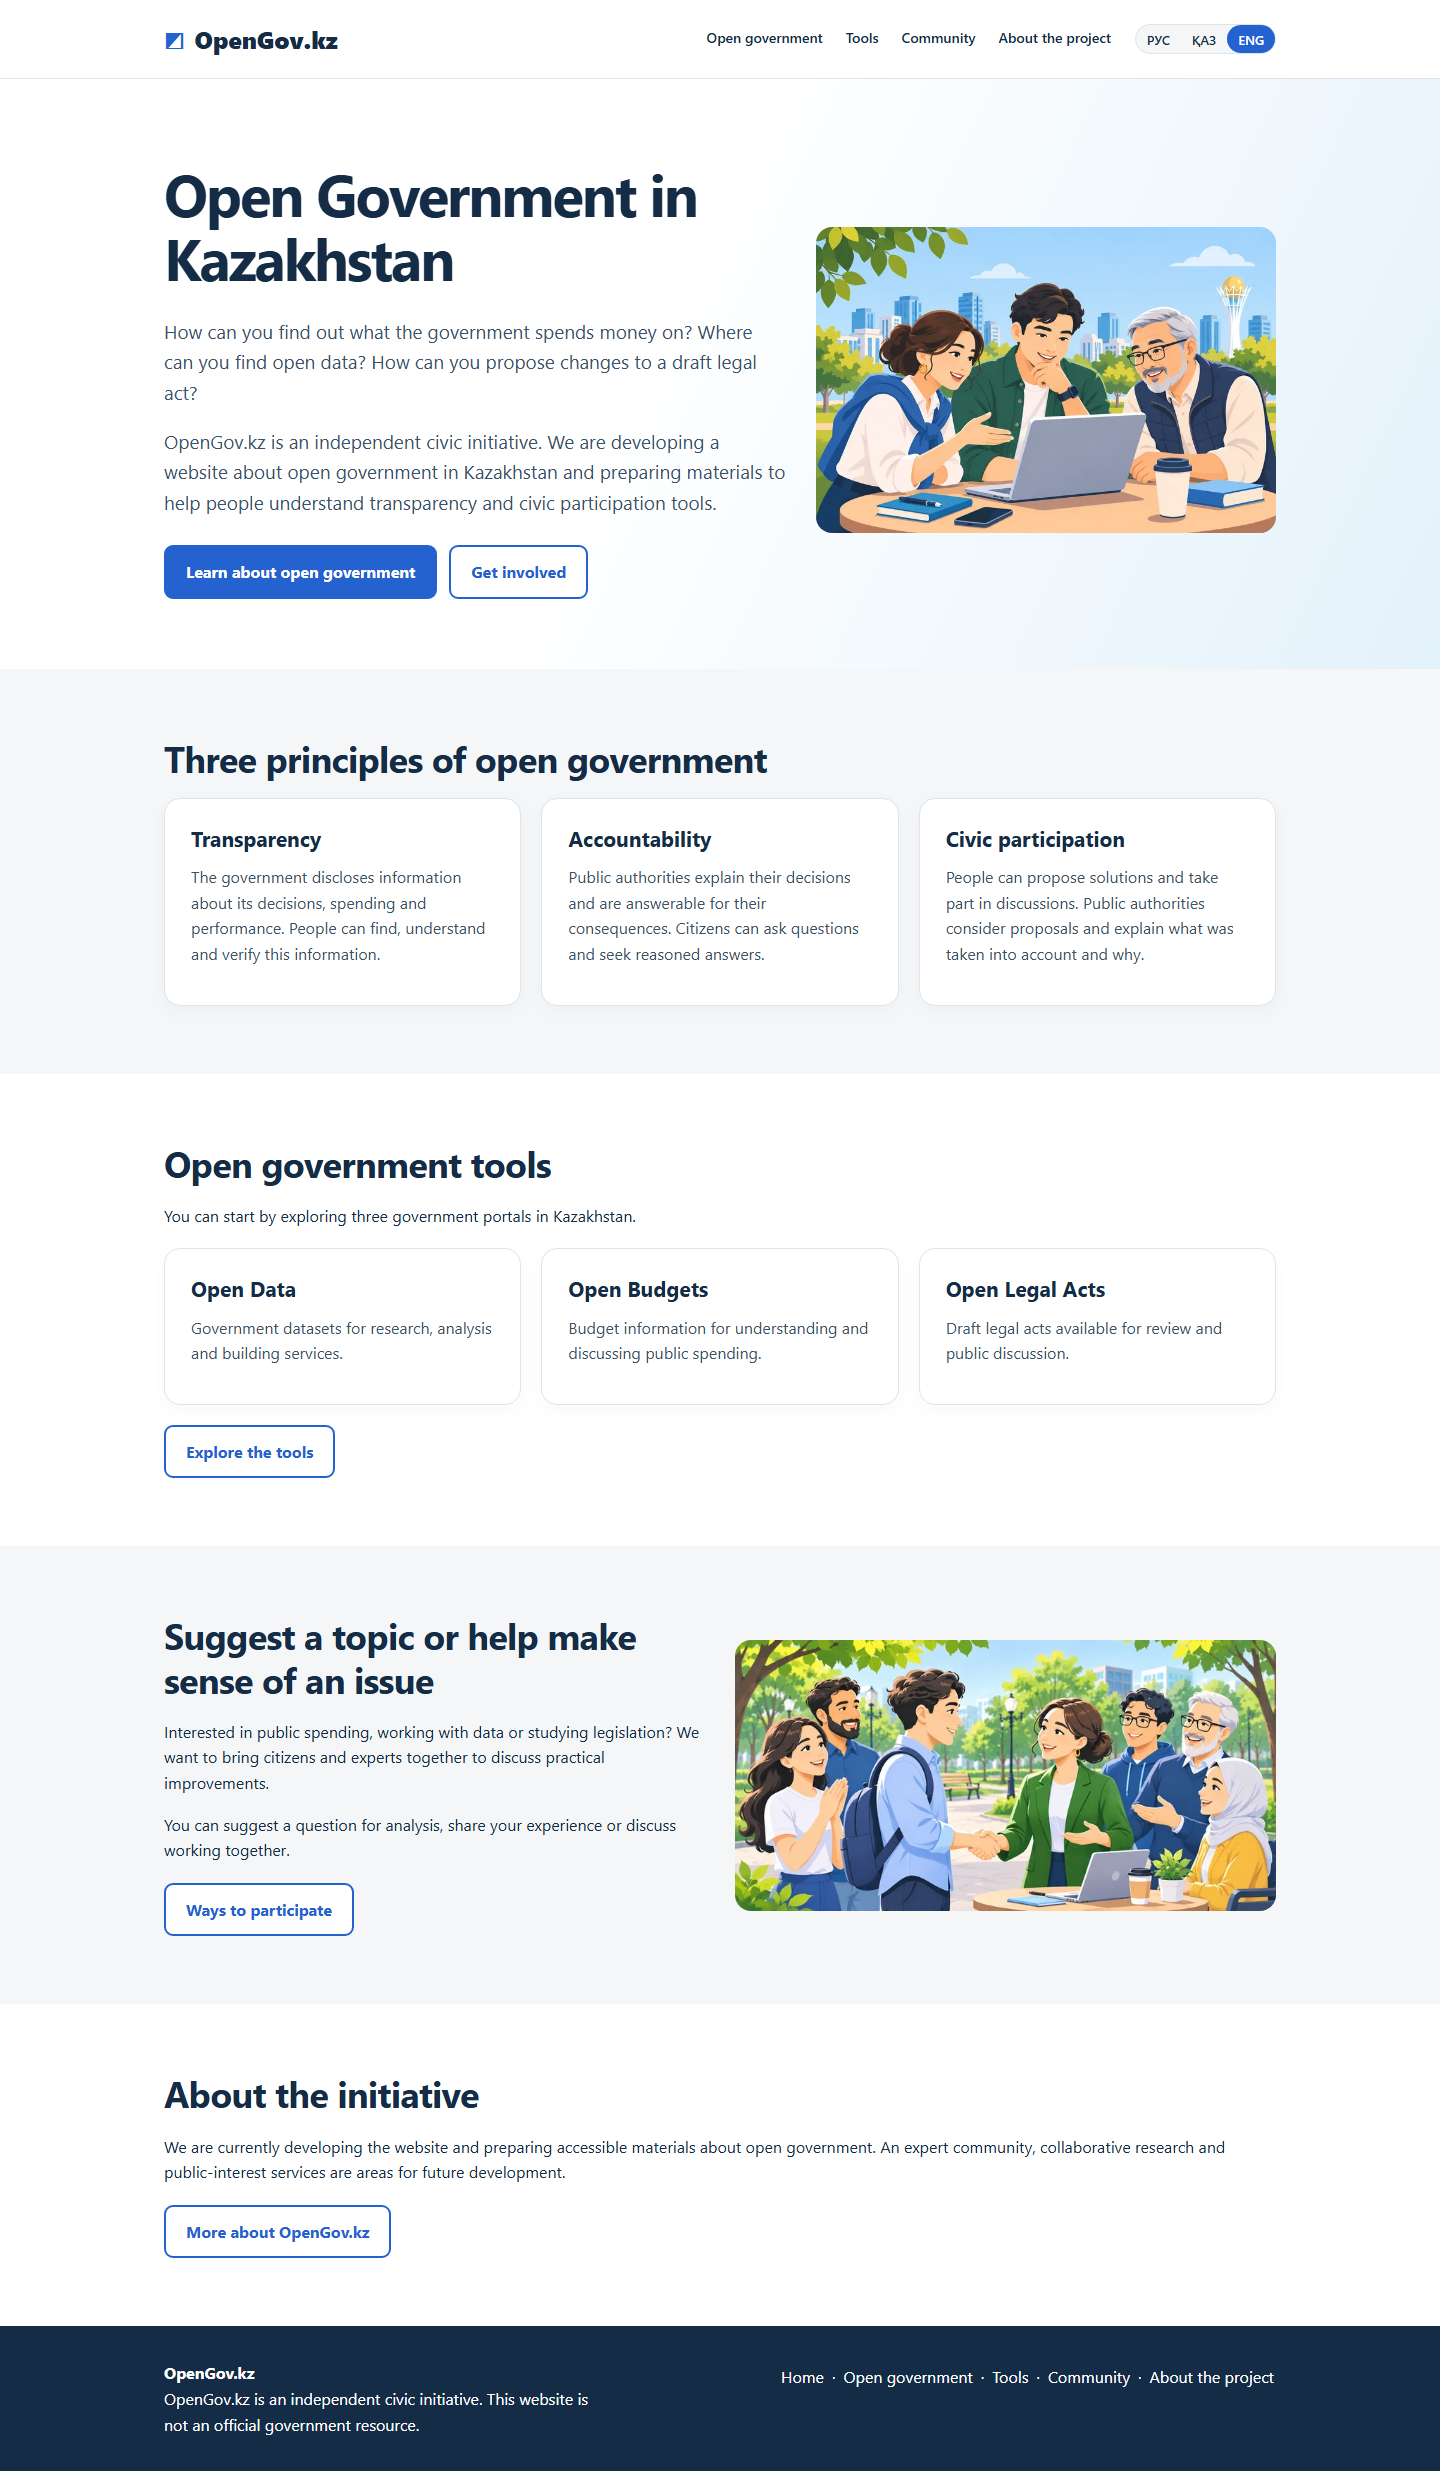 OpenGov.kz
Open government
Tools
Community
About the project
РУС
ҚАЗ
ENG
Open Government in
Kazakhstan
How can you find out what the government spends money on? Where
can you find open data? How can you propose changes to a draft legal
act?
OpenGov.kz is an independent civic initiative. We are developing a
website about open government in Kazakhstan and preparing materials to
help people understand transparency and civic participation tools.
Learn about open government
Get involved
Three principles of open government
Transparency
The government discloses information
about its decisions, spending and
performance. People can find, understand
and verify this information.
Accountability
Public authorities explain their decisions
and are answerable for their
consequences. Citizens can ask questions
and seek reasoned answers.
Civic participation
People can propose solutions and take
part in discussions. Public authorities
consider proposals and explain what was
taken into account and why.
Open government tools
You can start by exploring three government portals in Kazakhstan.
Open Data
Government datasets for research, analysis
and building services.
Open Budgets
Budget information for understanding and
discussing public spending.
Open Legal Acts
Draft legal acts available for review and
public discussion.
Explore the tools
Suggest a topic or help make
sense of an issue
Interested in public spending, working with data or studying legislation? We
want to bring citizens and experts together to discuss practical
improvements.
You can suggest a question for analysis, share your experience or discuss
working together.
Ways to participate
About the initiative
We are currently developing the website and preparing accessible materials about open government. An expert community, collaborative research and
public-interest services are areas for future development.
More about OpenGov.kz
OpenGov.kz
OpenGov.kz is an independent civic initiative. This website is
not an official government resource.
Home · Open government · Tools · Community · About the project